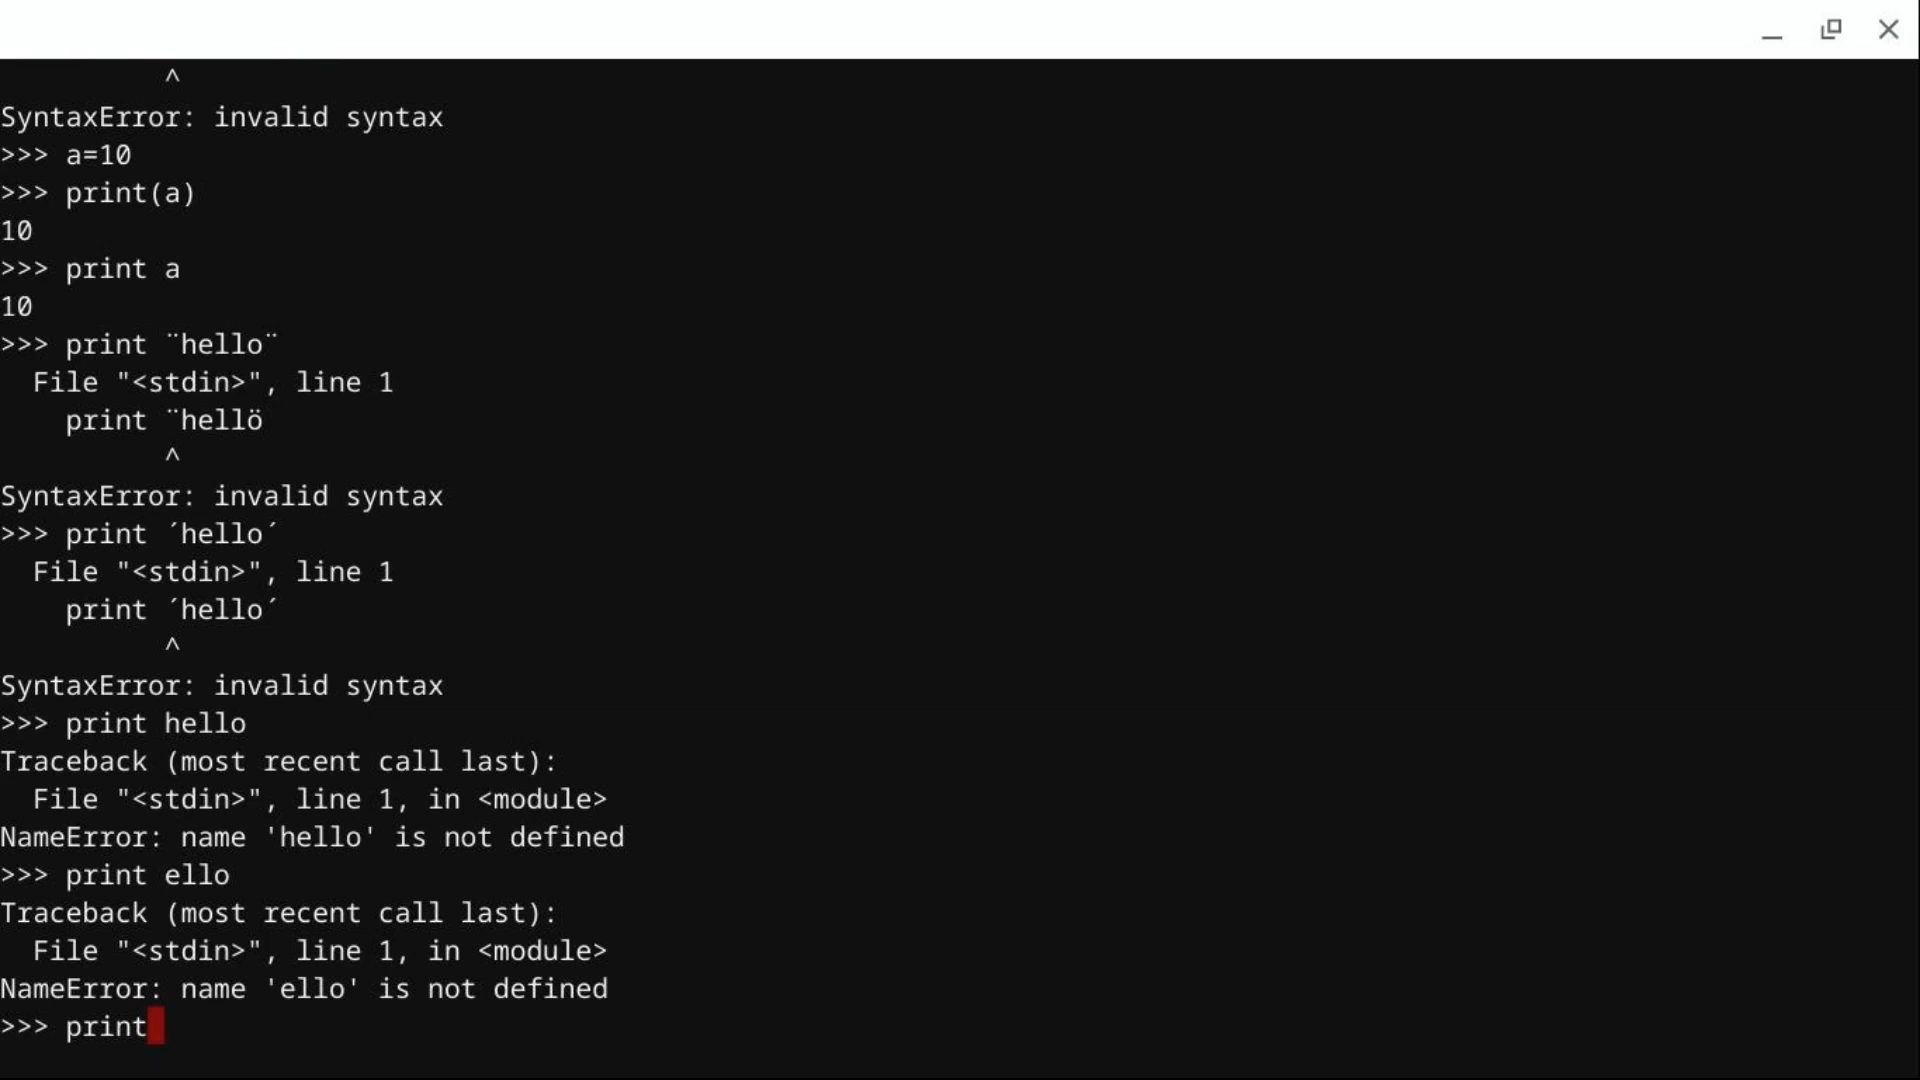 ^
SyntaxError: invalid syntax
>>> a=10
>>> print(a)
10
>>> print a
10
>>> print ¨hello¨
  File "<stdin>", line 1
    print ¨hellö
          ^
SyntaxError: invalid syntax
>>> print ´hello´
  File "<stdin>", line 1
    print ´hello´
          ^
SyntaxError: invalid syntax
>>> print hello
Traceback (most recent call last):
  File "<stdin>", line 1, in <module>
NameError: name 'hello' is not defined
>>> print ello
Traceback (most recent call last):
  File "<stdin>", line 1, in <module>
NameError: name 'ello' is not defined
>>> print